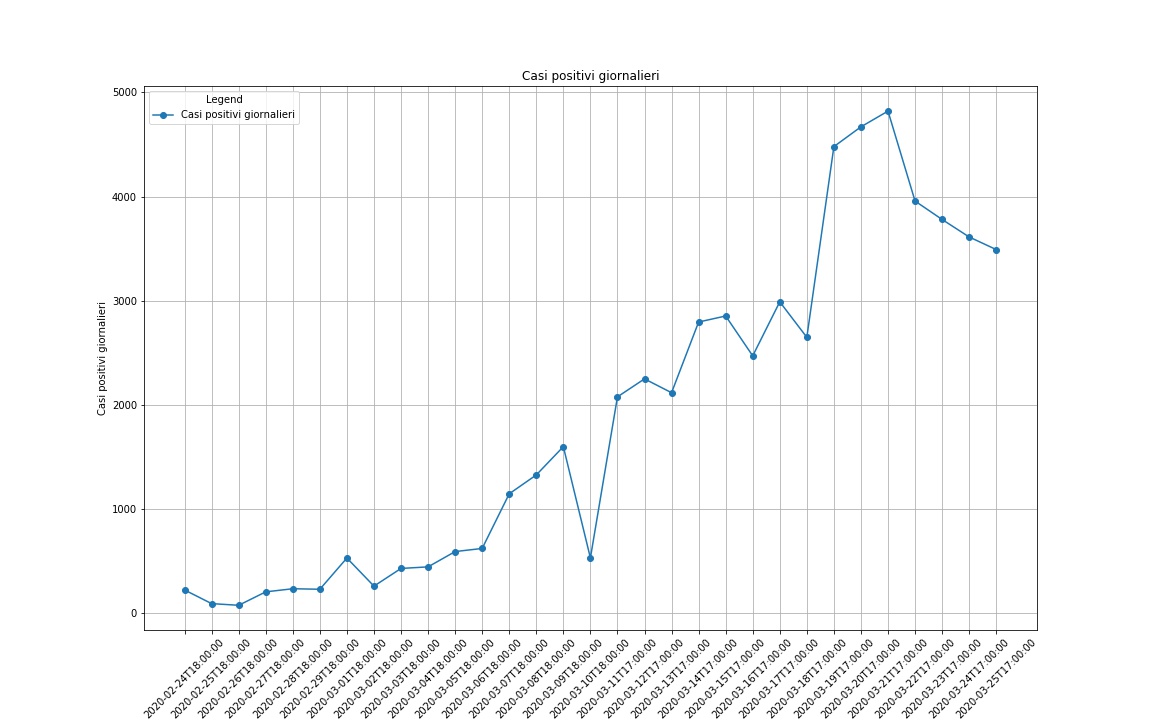 Casi positivi giornalieri
Legend
Casi positivi giornalieri
Casi positivi giornalieri
5000
4000
3000
2000
1000
0
2020-02-24T18:00:00
2020-02-25T18:00:00
2020-02-26T18:00:00
2020-02-27T18:00:00
2020-02-28T18:00:00
2020-02-29T18:00:00
2020-03-01T18:00:00
2020-03-02T18:00:00
2020-03-03T18:00:00
2020-03-04T18:00:00
2020-03-05T18:00:00
2020-03-06T18:00:00
2020-03-07T18:00:00
2020-03-08T18:00:00
2020-03-09T18:00:00
2020-03-10T18:00:00
2020-03-11T17:00:00
2020-03-12T17:00:00
2020-03-13T17:00:00
2020-03-14T17:00:00
2020-03-15T17:00:00
2020-03-16T17:00:00
2020-03-17T17:00:00
2020-03-18T17:00:00
2020-03-19T17:00:00
2020-03-20T17:00:00
2020-03-21T17:00:00
2020-03-22T17:00:00
2020-03-23T17:00:00
2020-03-24T17:00:00
2020-03-25T17:00:00